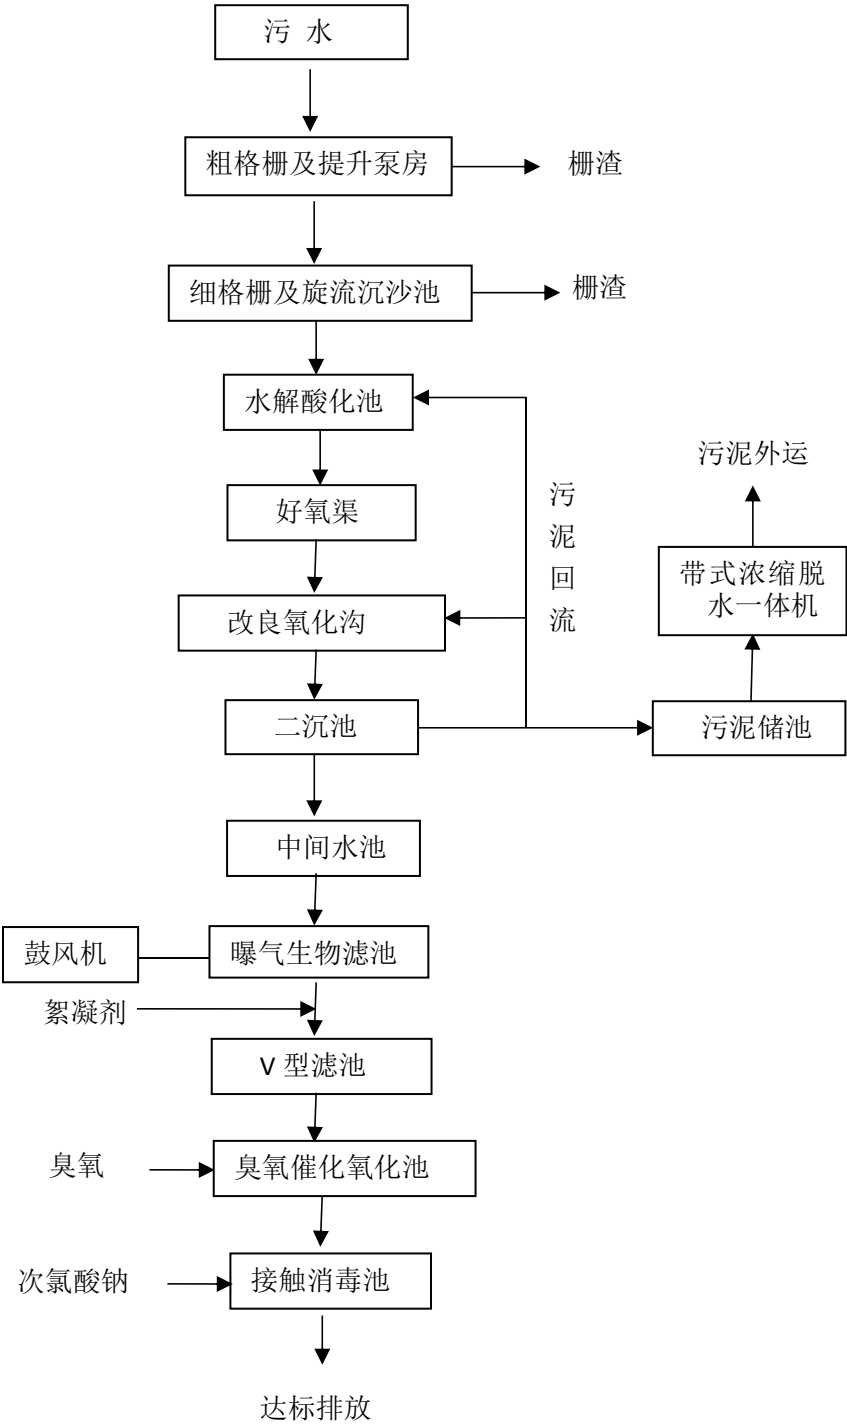 污 水
粗格栅及提升泵房
栅渣
细格栅及旋流沉沙池
栅渣
水解酸化池
污泥外运
好氧渠
污
泥
回
流
带式浓缩脱
水一体机
改良氧化沟
二沉池
污泥储池
中间水池
鼓风机
曝气生物滤池
絮凝剂
V 型滤池
臭氧
臭氧催化氧化池
次氯酸钠
接触消毒池
达标排放